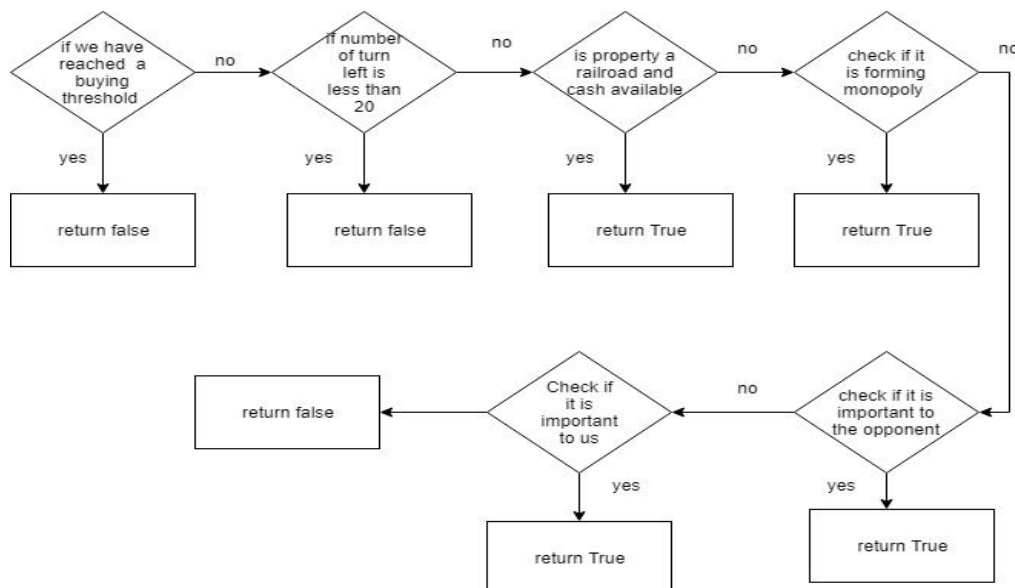 if we have
reached a
buying
threshold
no
if number
of turn
left is
less than
20
no
is property a
railroad and
cash available
no
check if it
is forming
monopoly
no
yes
yes
yes
yes
return false
return false
return True
return True
return false
Check if
it is
important
to us
no
check if it is
important to
the opponent
yes
yes
return True
return True